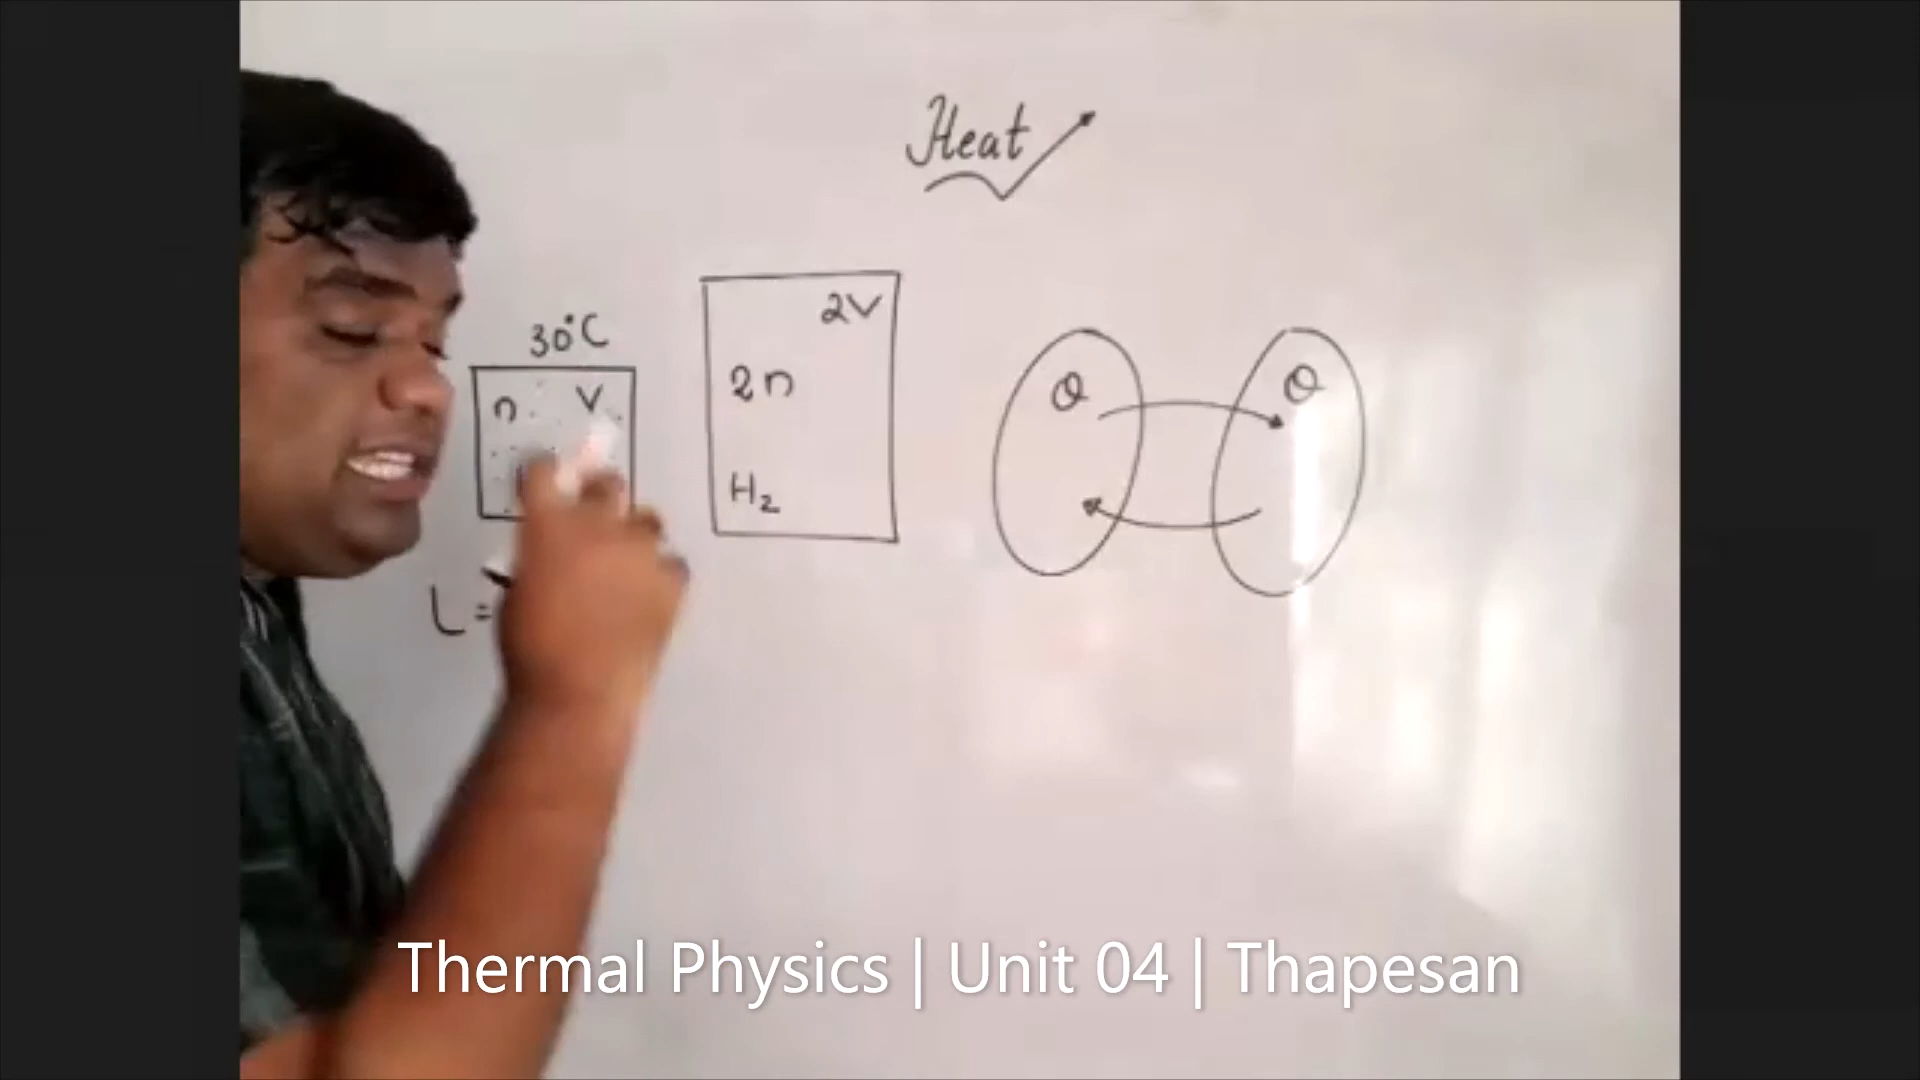 Heat
30°C
n V
2V
2n
H₂
θ θ
L =
Thermal Physics | Unit 04 | Thapesan